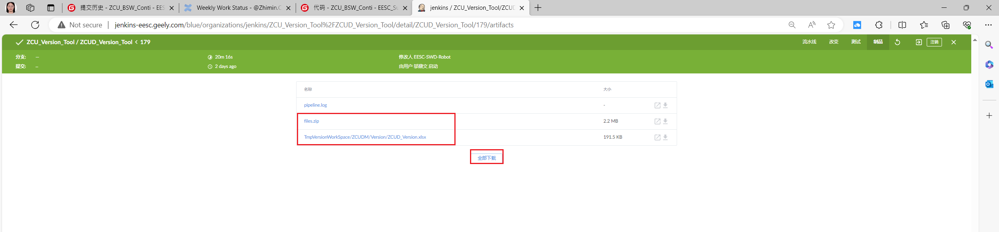 提交历史 - ZCU_BSW_Conti - EES
Weekly Work Status - @Zhimin.C
代码 - ZCU_BSW_Conti - EESC_Su
jenkins / ZCU_Version_Tool/ZCUD
Not secure
jenkins-eesc.geely.com/blue/organizations/jenkins/ZCU_Version_Tool%2FZCUD_Version_Tool/detail/ZCUD_Version_Tool/179/artifacts
ZCU_Version_Tool / ZCUD_Version_Tool < 179
流水线 改变 测试 制品 注销
分支: — 20m 16s 修改人 EESC-SWD-Robot
提交: — 2 days ago 由用户 邬鼎文 启动
名称 大小
pipeline.log -
files.zip 2.2 MB
TmpVersionWorkSpace/ZCUDM/Version/ZCUD_Version.xlsx 191.5 KB
全部下载